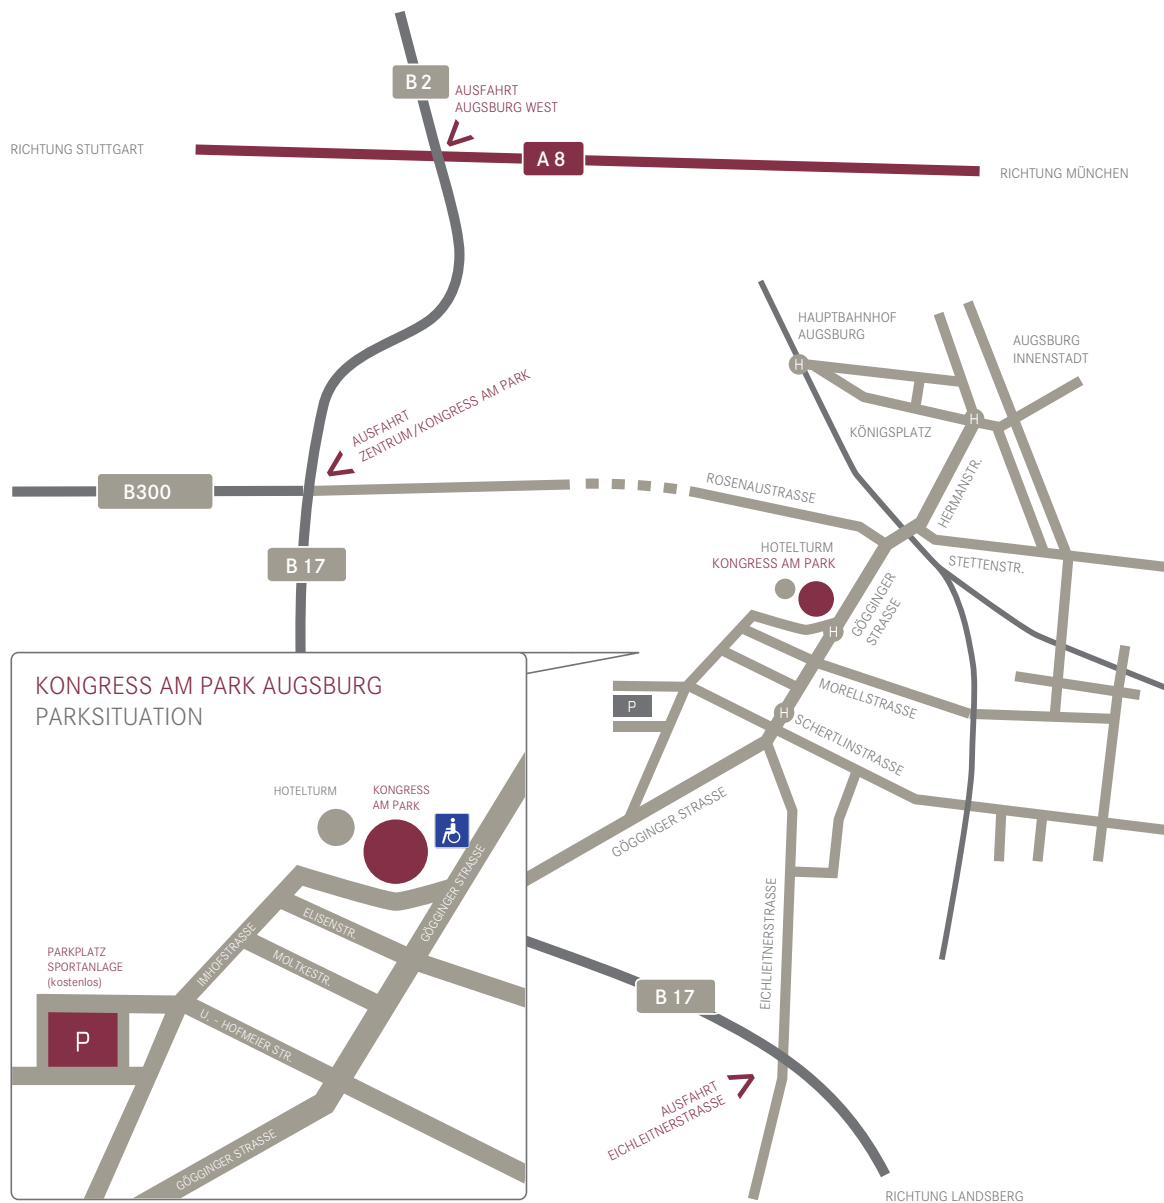 B 2
AUSFAHRT
AUGSBURG WEST
RICHTUNG STUTTGART
A 8
RICHTUNG MÜNCHEN
HAUPTBAHNHOF
AUGSBURG
AUGSBURG
INNENSTADT
H
AUSFAHRT
ZENTRUM/KONGRESS AM PARK
H
KÖNIGSPLATZ
HERMANSTR.
B300
ROSENAUSTRASSE
B 17
HOTELTURM
KONGRESS AM PARK
STETTENSTR.
GÖGGINGER
STRASSE
H
MORELLSTRASSE
P
H
SCHERTLINSTRASSE
GÖGGINGER STRASSE
EICHLIEITNERSTRASSE
B 17
AUSFAHRT
EICHLEITNERSTRASSE
RICHTUNG LANDSBERG
KONGRESS AM PARK AUGSBURG
PARKSITUATION
HOTELTURM
KONGRESS
AM PARK
GÖGGINGER STRASSE
ELISENSTR.
IMHOFSTRASSE
MOLTKESTR.
PARKPLATZ
SPORTANLAGE
(kostenlos)
P
U. - HOFMEIER STR.
GÖGGINGER STRASSE